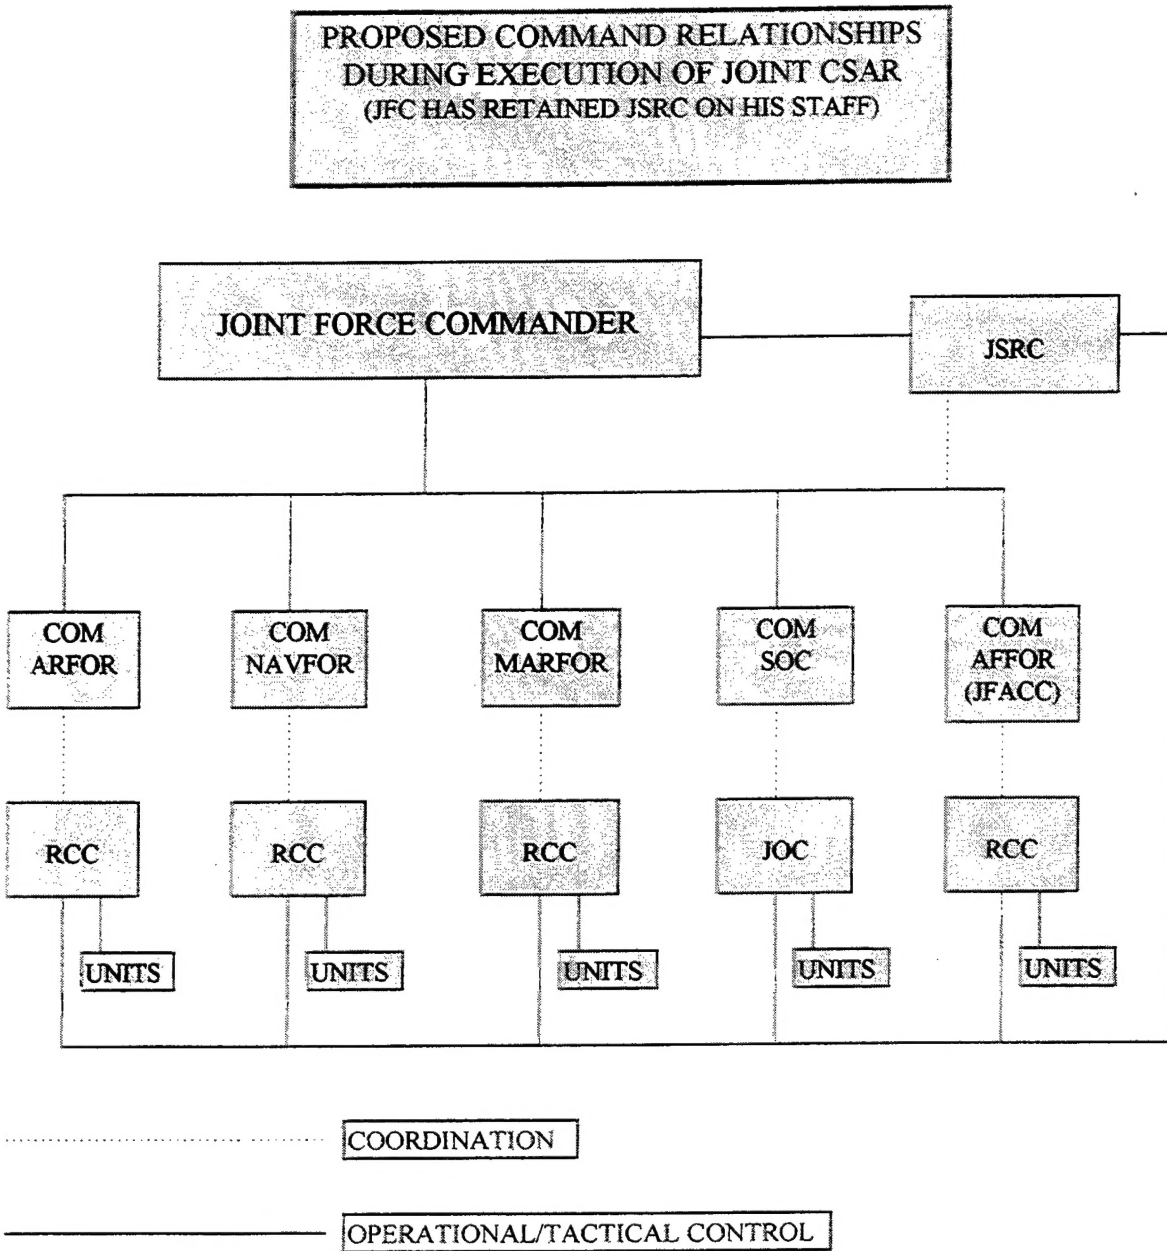 PROPOSED COMMAND RELATIONSHIPS
DURING EXECUTION OF JOINT CSAR
(JFC HAS RETAINED JSRC ON HIS STAFF)
JOINT FORCE COMMANDER
JSRC
COM
ARFOR
COM
NAVFOR
COM
MARFOR
COM
SOC
COM
AFFOR
(JFACC)
RCC
RCC
RCC
JOC
RCC
UNITS
UNITS
UNITS
UNITS
UNITS
COORDINATION
OPERATIONAL/TACTICAL CONTROL